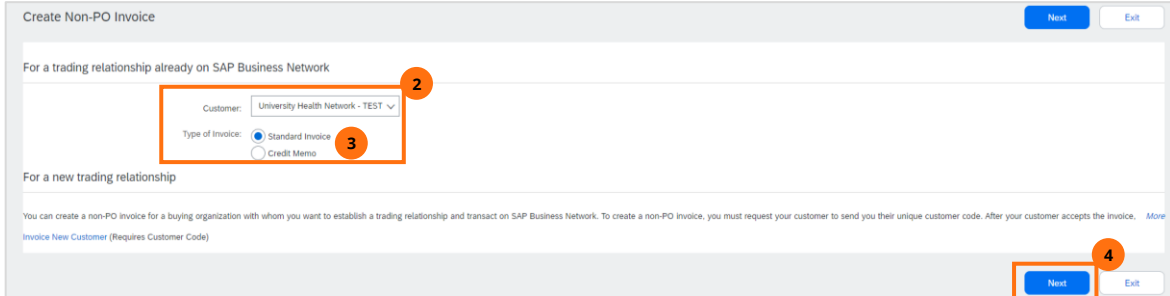 Create Non-PO Invoice
Next
Exit
For a trading relationship already on SAP Business Network
2
Customer: University Health Network - TEST
Type of Invoice: Standard Invoice
3
Credit Memo
For a new trading relationship
You can create a non-PO invoice for a buying organization with whom you want to establish a trading relationship and transact on SAP Business Network. To create a non-PO invoice, you must request your customer to send you their unique customer code. After your customer accepts the invoice, More
Invoice New Customer (Requires Customer Code)
4
Next
Exit